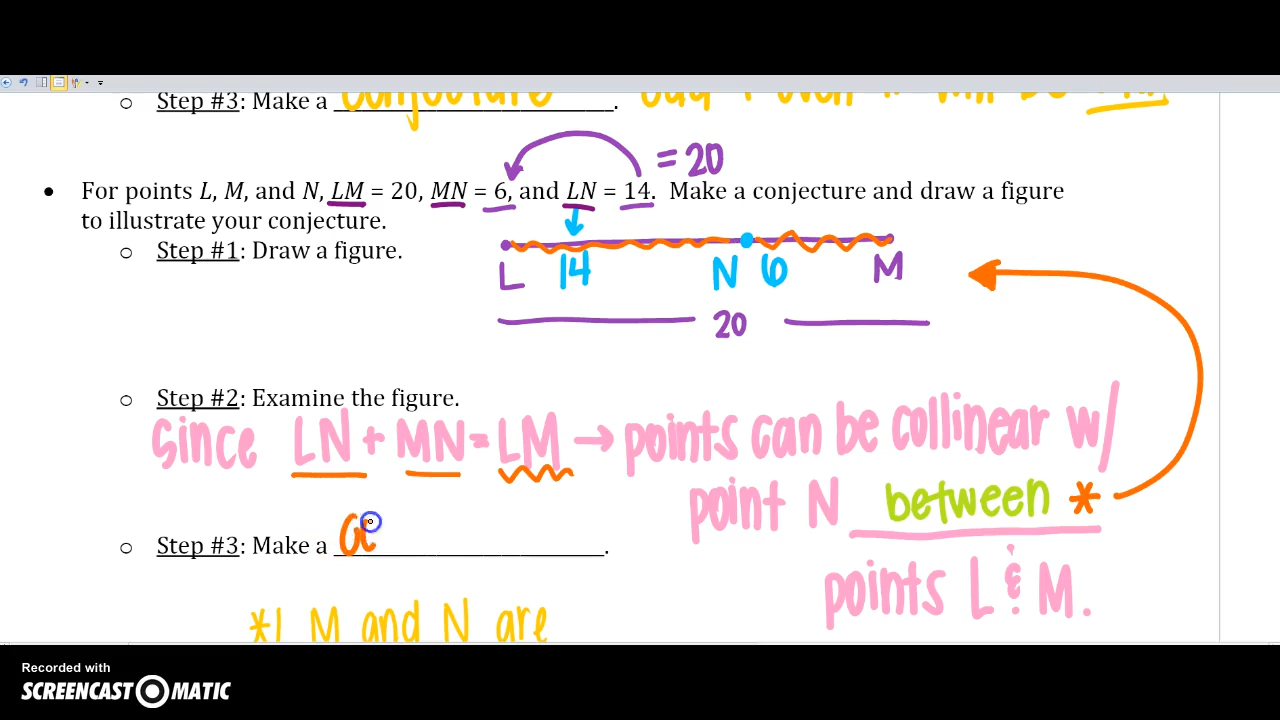 Step #3: Make a conjecture.
= 20
For points L, M, and N, LM = 20, MN = 6, and LN = 14. Make a conjecture and draw a figure
to illustrate your conjecture.
Step #1: Draw a figure.
L 14 N 6 M
20
Step #2: Examine the figure.
Since LN + MN = LM → points can be collinear w/
point N between *
Step #3: Make a
points L & M.
*L M and N are
Recorded with
SCREENCAST MATIC